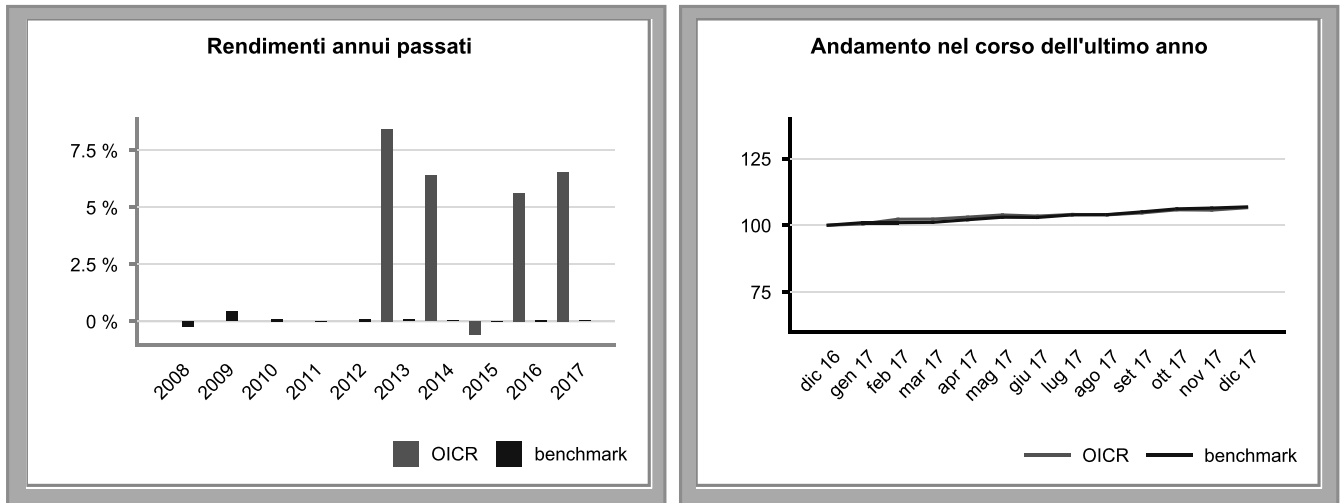 Rendimenti annui passati
7.5 %
5 %
2.5 %
0 %
2008
2009
2010
2011
2012
2013
2014
2015
2016
2017
OICR
benchmark
Andamento nel corso dell'ultimo anno
125
100
75
dic 16
gen 17
feb 17
mar 17
apr 17
mag 17
giu 17
lug 17
ago 17
set 17
ott 17
nov 17
dic 17
OICR
benchmark